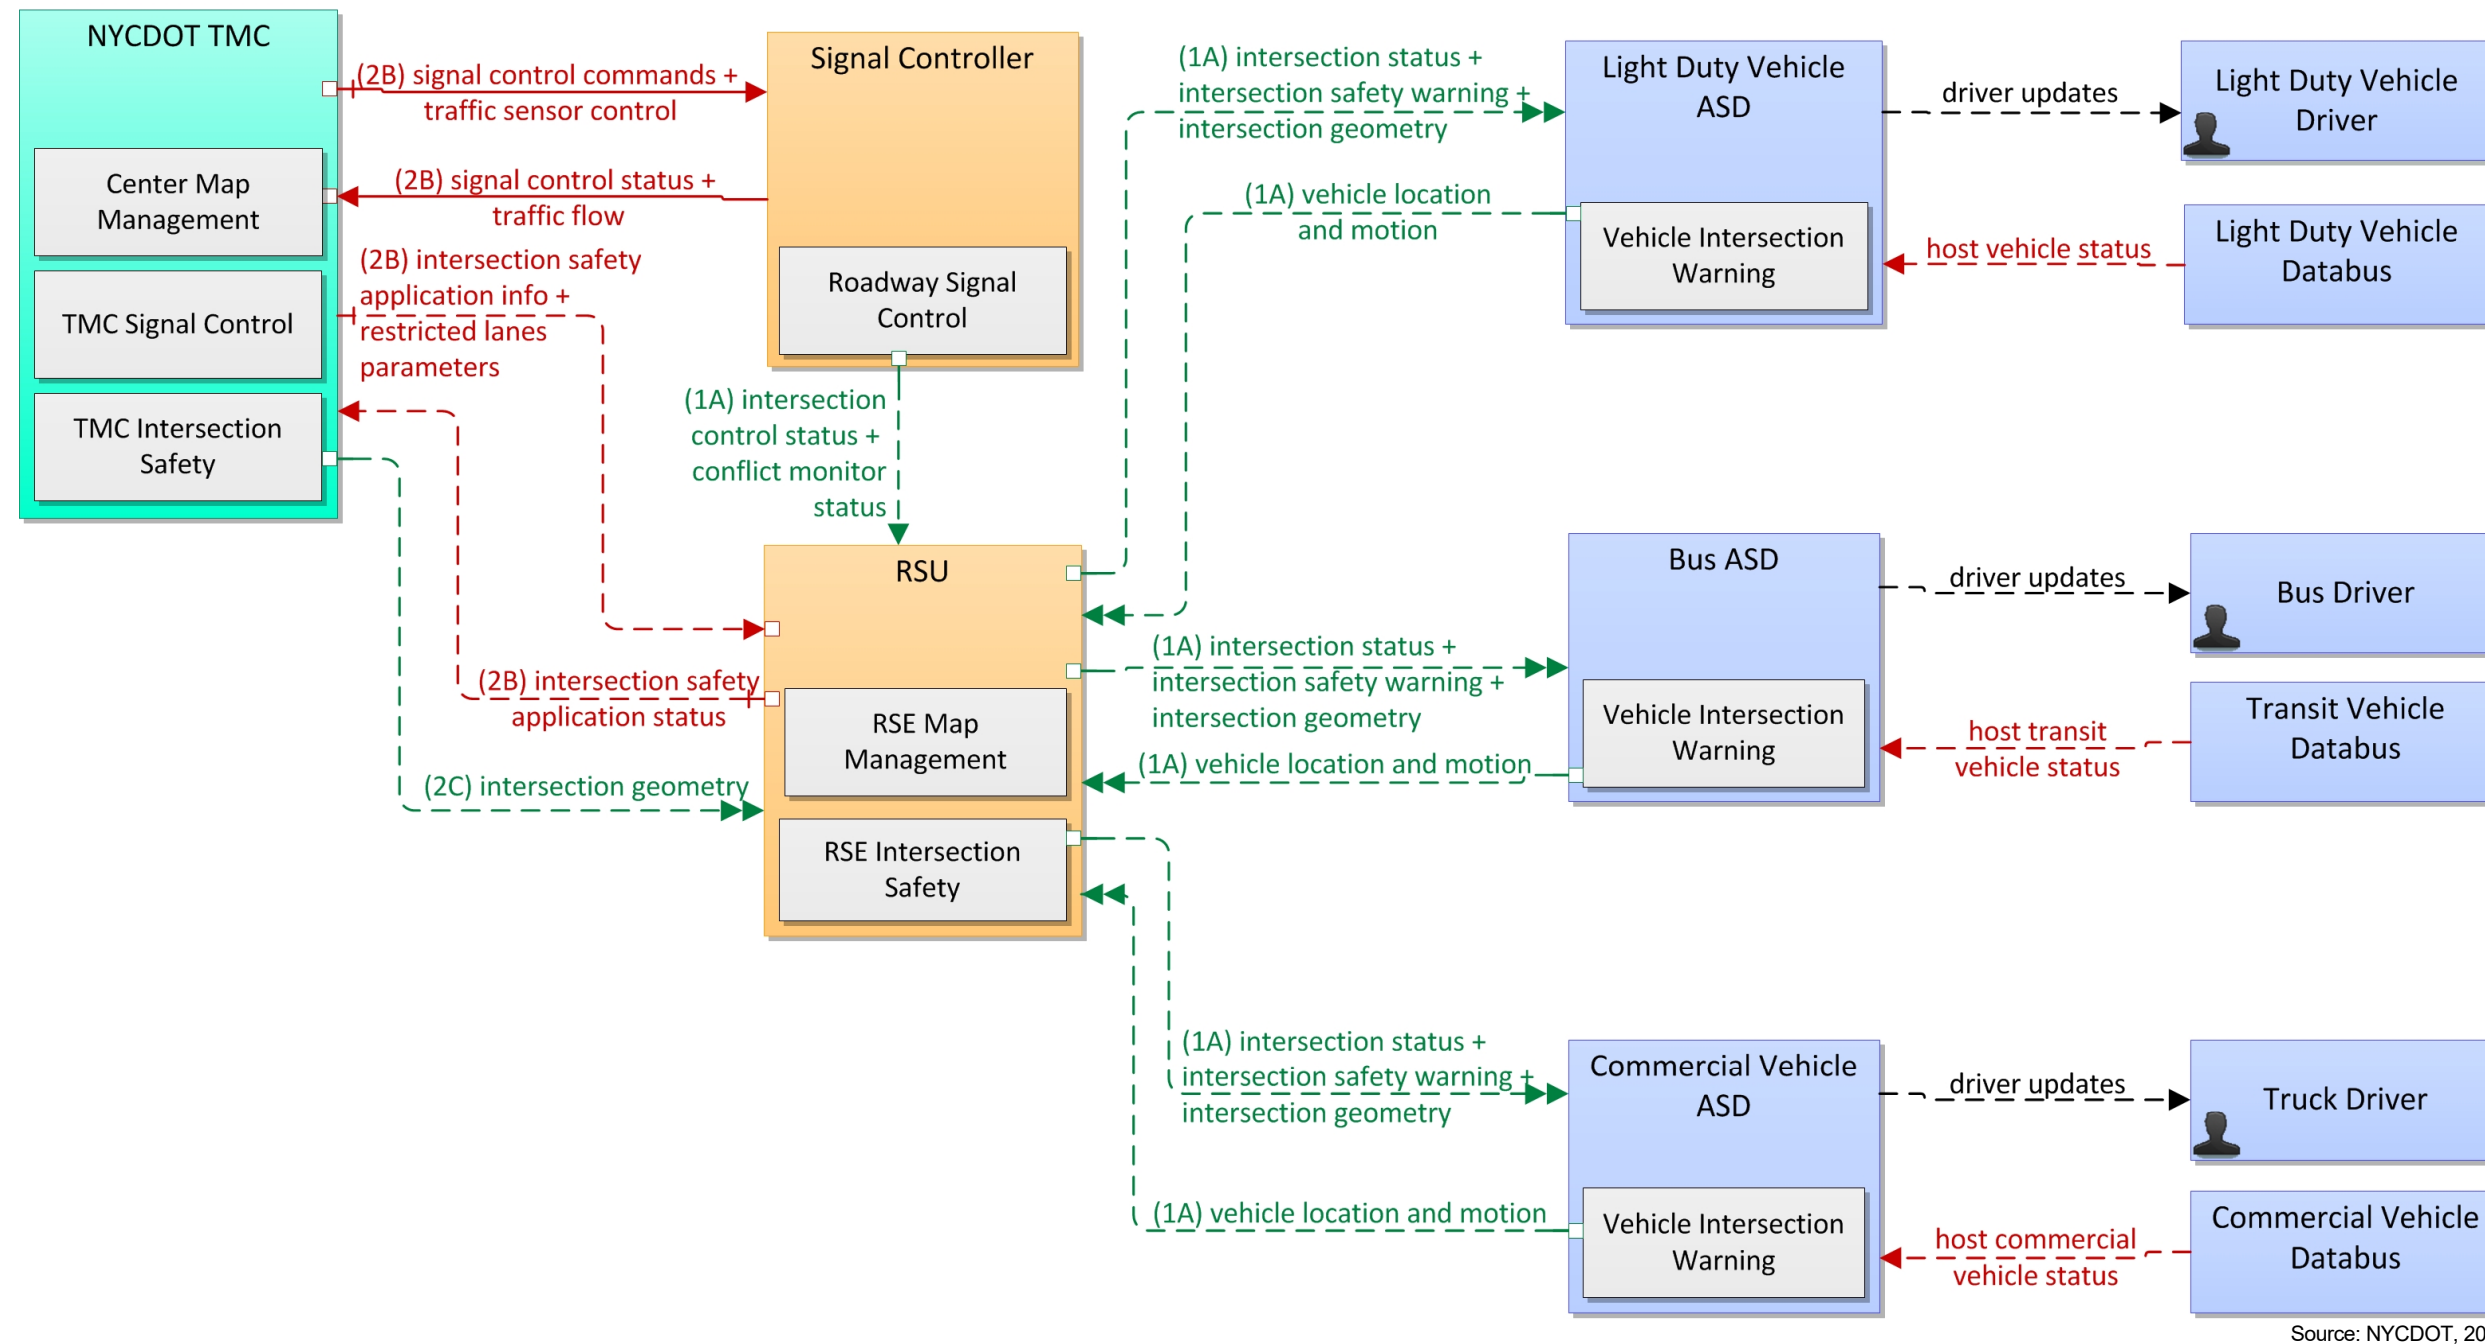 NYCDOT TMC
(2B) signal control commands +
traffic sensor control
Center Map
Management
(2B) signal control status +
traffic flow
TMC Signal Control
(2B) intersection safety
application info +
restricted lanes
parameters
TMC Intersection
Safety
Signal Controller
Roadway Signal
Control
(1A) intersection
control status +
conflict monitor
status
RSU
(2B) intersection safety
application status
RSE Map
Management
(2C) intersection geometry
RSE Intersection
Safety
(1A) intersection status +
intersection safety warning +
intersection geometry
(1A) vehicle location
and motion
Light Duty Vehicle
ASD
Vehicle Intersection
Warning
driver updates
Light Duty Vehicle
Driver
host vehicle status
Light Duty Vehicle
Databus
(1A) intersection status +
intersection safety warning +
intersection geometry
(1A) vehicle location and motion
Bus ASD
Vehicle Intersection
Warning
driver updates
Bus Driver
host transit
vehicle status
Transit Vehicle
Databus
(1A) intersection status +
intersection safety warning +
intersection geometry
(1A) vehicle location and motion
Commercial Vehicle
ASD
Vehicle Intersection
Warning
driver updates
Truck Driver
host commercial
vehicle status
Commercial Vehicle
Databus
Source: NYCDOT, 20